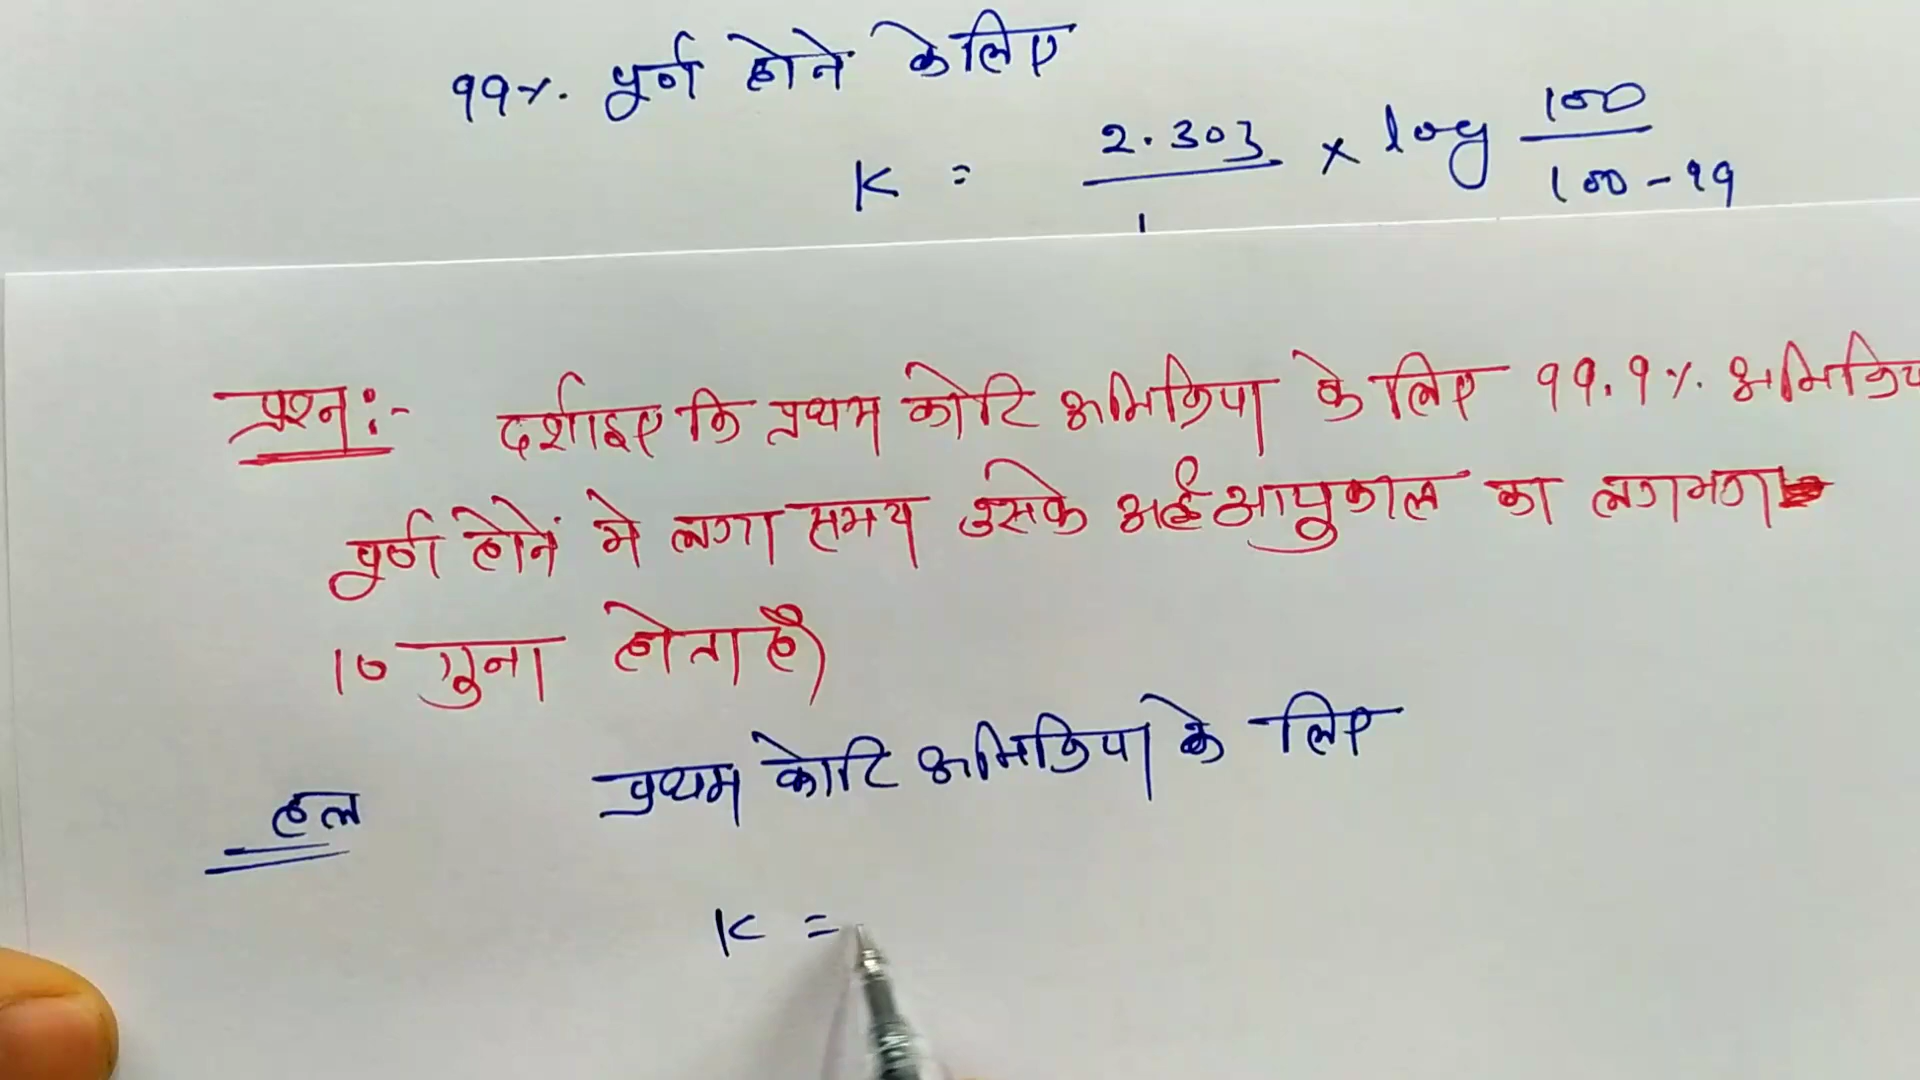 99%. पूर्ण होने के लिए
K = 2.303 × log 100
100-99
प्रश्न:- दर्शाइए कि प्रथम कोटि अभिक्रिया के लिए 99.9%. अभिक्रिय
पूर्ण होने में लगा समय उसके अर्द्धआयुकाल का लगभग
10 गुना होता है)
हल प्रथम कोटि अभिक्रिया के लिए
K =